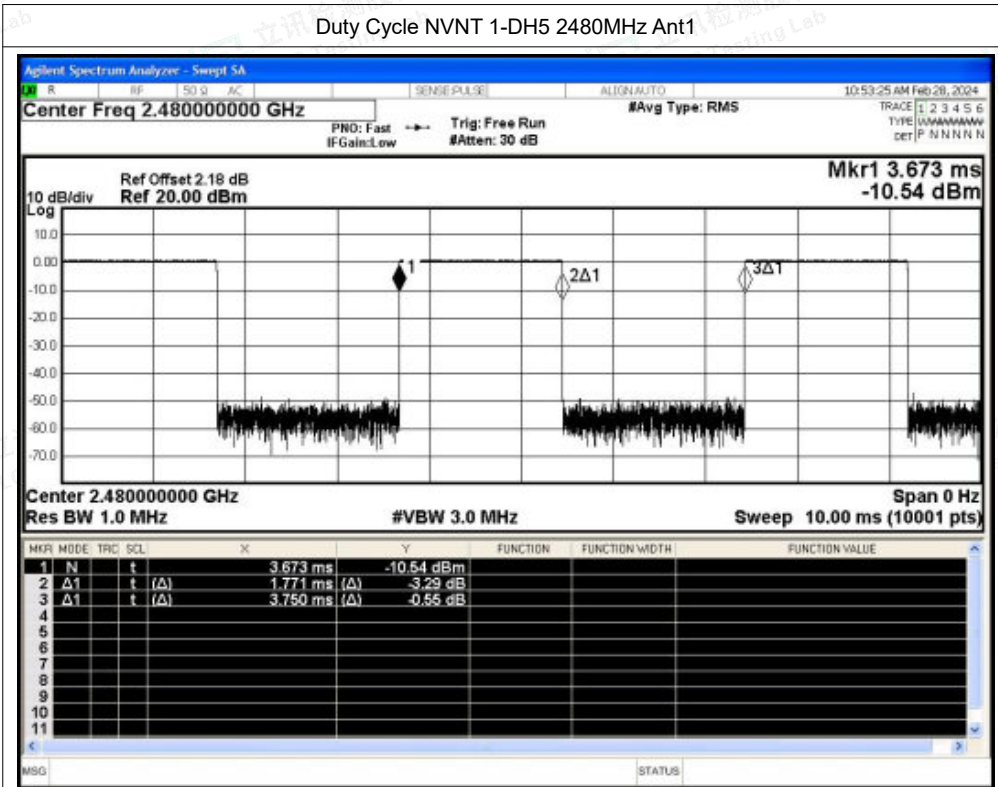 Duty Cycle NVNT 1-DH5 2480MHz Ant1
Agilent Spectrum Analyzer - Swept SA
R RF 50 Ω AC SENSE:PULSE ALIGN AUTO 10:53:25 AM Feb 28, 2024
Center Freq 2.480000000 GHz #Avg Type: RMS TRACE 1 2 3 4 5 6
PNO: Fast Trig: Free Run TYPE
IFGain:Low #Atten: 30 dB DET P N N N N N
Mkr1 3.673 ms
Ref Offset 2.18 dB
10 dB/div Ref 20.00 dBm -10.54 dBm
Log
10.0
0.00
1 2Δ1 3Δ1
-10.0
-20.0
-30.0
-40.0
-50.0
-60.0
-70.0
Center 2.480000000 GHz Span 0 Hz
Res BW 1.0 MHz #VBW 3.0 MHz Sweep 10.00 ms (10001 pts)
MKR MODE TRC SCL X Y FUNCTION FUNCTION WIDTH FUNCTION VALUE
1 N t 3.673 ms -10.54 dBm
2 Δ1 t (Δ) 1.771 ms (Δ) -3.29 dB
3 Δ1 t (Δ) 3.750 ms (Δ) -0.55 dB
4
5
6
7
8
9
10
11
MSG STATUS